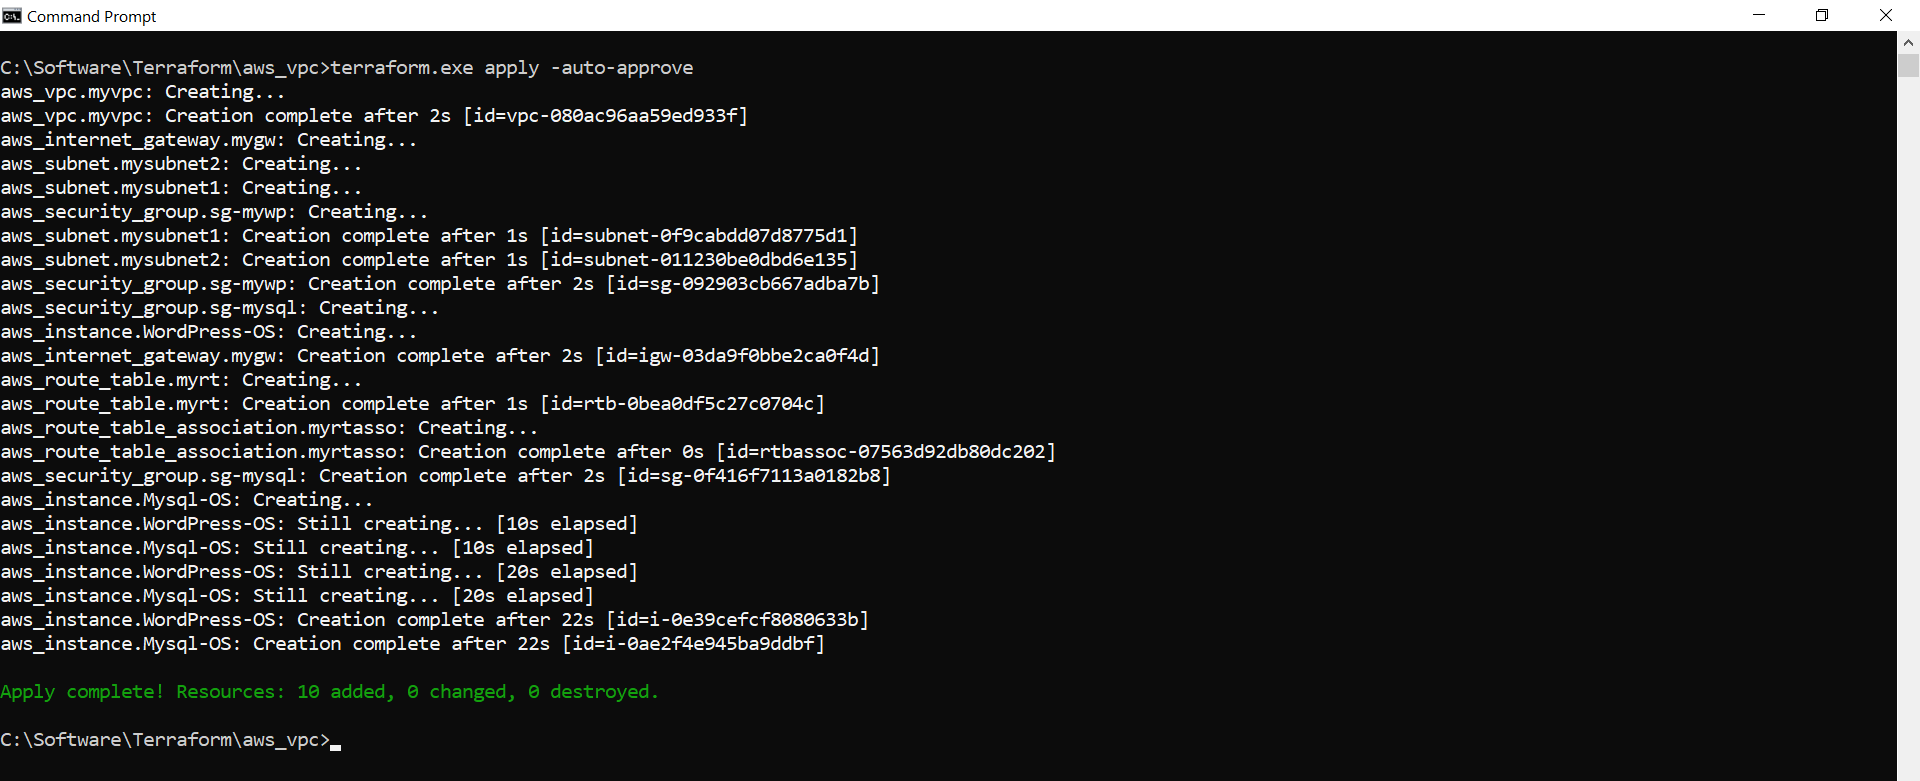 Command Prompt
C:\Software\Terraform\aws_vpc>terraform.exe apply -auto-approve
aws_vpc.myvpc: Creating...
aws_vpc.myvpc: Creation complete after 2s [id=vpc-080ac96aa59ed933f]
aws_internet_gateway.mygw: Creating...
aws_subnet.mysubnet2: Creating...
aws_subnet.mysubnet1: Creating...
aws_security_group.sg-mywp: Creating...
aws_subnet.mysubnet1: Creation complete after 1s [id=subnet-0f9cabdd07d8775d1]
aws_subnet.mysubnet2: Creation complete after 1s [id=subnet-011230be0dbd6e135]
aws_security_group.sg-mywp: Creation complete after 2s [id=sg-092903cb667adba7b]
aws_security_group.sg-mysql: Creating...
aws_instance.WordPress-OS: Creating...
aws_internet_gateway.mygw: Creation complete after 2s [id=igw-03da9f0bbe2ca0f4d]
aws_route_table.myrt: Creating...
aws_route_table.myrt: Creation complete after 1s [id=rtb-0bea0df5c27c0704c]
aws_route_table_association.myrtasso: Creating...
aws_route_table_association.myrtasso: Creation complete after 0s [id=rtbassoc-07563d92db80dc202]
aws_security_group.sg-mysql: Creation complete after 2s [id=sg-0f416f7113a0182b8]
aws_instance.Mysql-OS: Creating...
aws_instance.WordPress-OS: Still creating... [10s elapsed]
aws_instance.Mysql-OS: Still creating... [10s elapsed]
aws_instance.WordPress-OS: Still creating... [20s elapsed]
aws_instance.Mysql-OS: Still creating... [20s elapsed]
aws_instance.WordPress-OS: Creation complete after 22s [id=i-0e39cefcf8080633b]
aws_instance.Mysql-OS: Creation complete after 22s [id=i-0ae2f4e945ba9ddbf]
Apply complete! Resources: 10 added, 0 changed, 0 destroyed.
C:\Software\Terraform\aws_vpc>